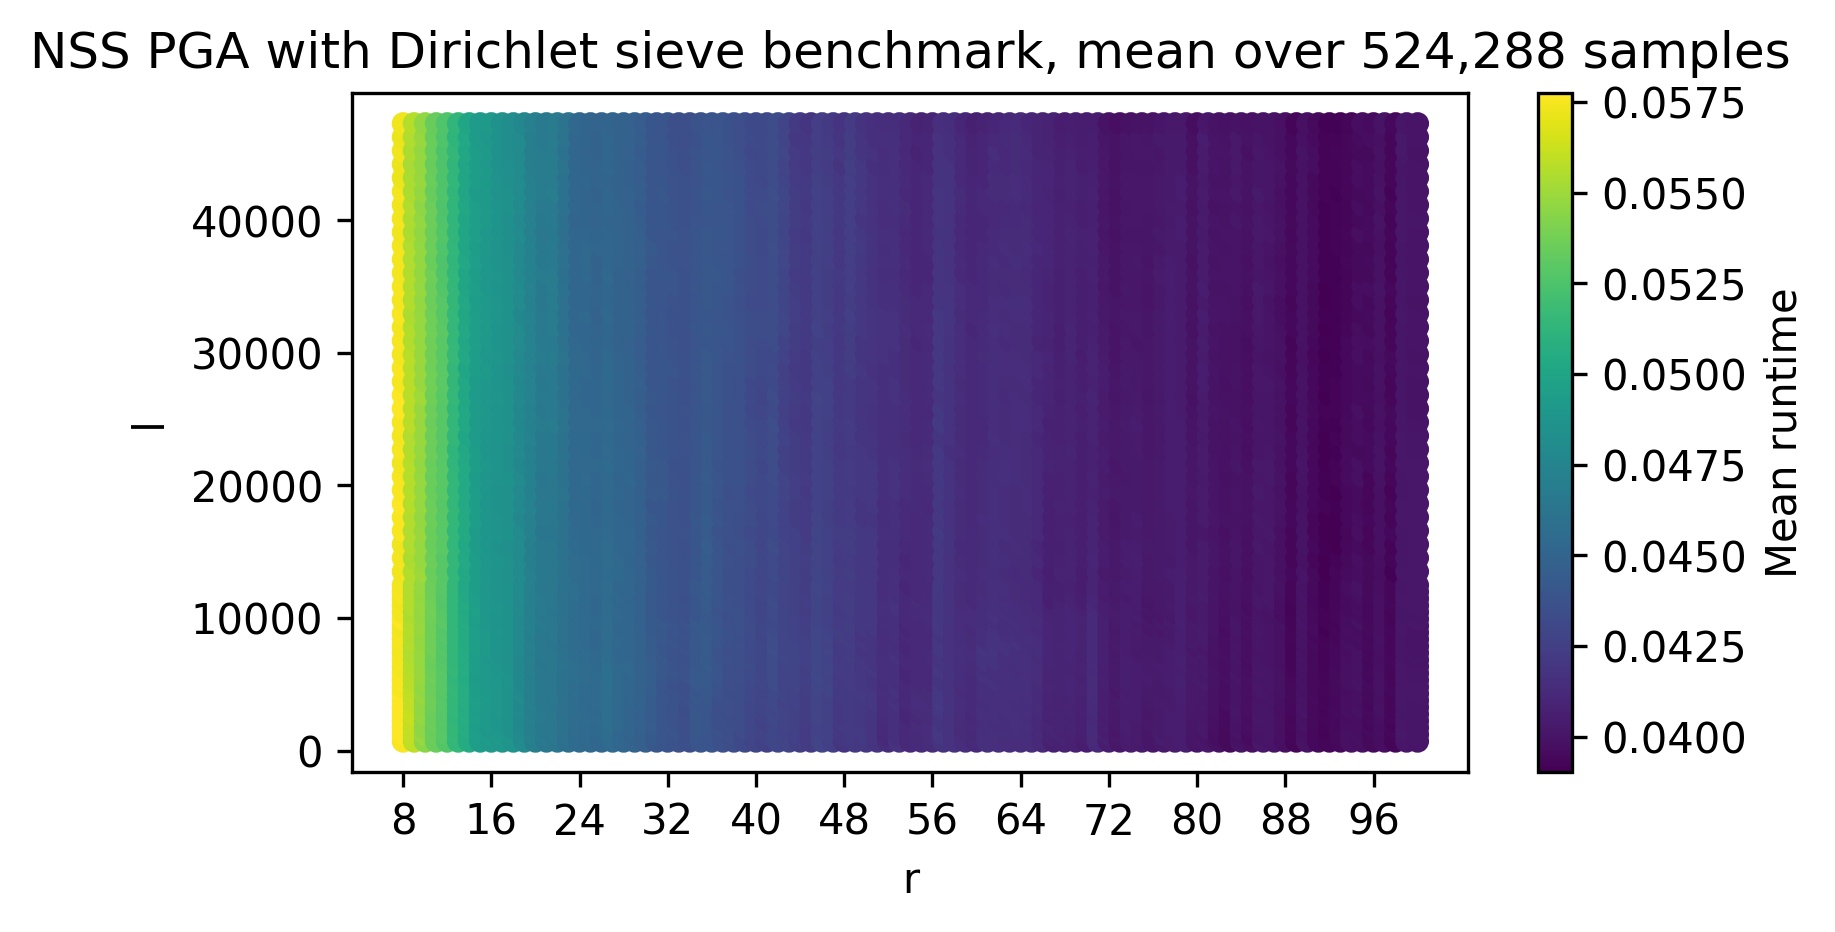 NSS PGA with Dirichlet sieve benchmark, mean over 524,288 samples
l
40000
30000
20000
10000
0
8 16 24 32 40 48 56 64 72 80 88 96
r
0.0575
0.0550
0.0525
0.0500
0.0475
0.0450
0.0425
0.0400
Mean runtime